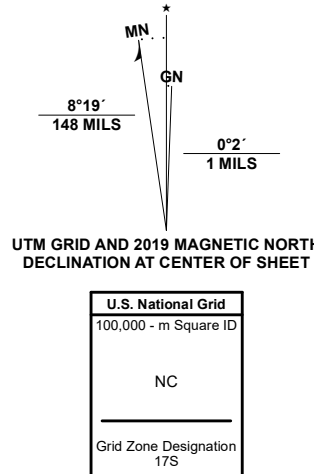 ★
MN
GN
8°19´
148 MILS
0°2´
1 MILS
UTM GRID AND 2019 MAGNETIC NORTH
DECLINATION AT CENTER OF SHEET
U.S. National Grid
100,000 - m Square ID
NC
Grid Zone Designation
17S